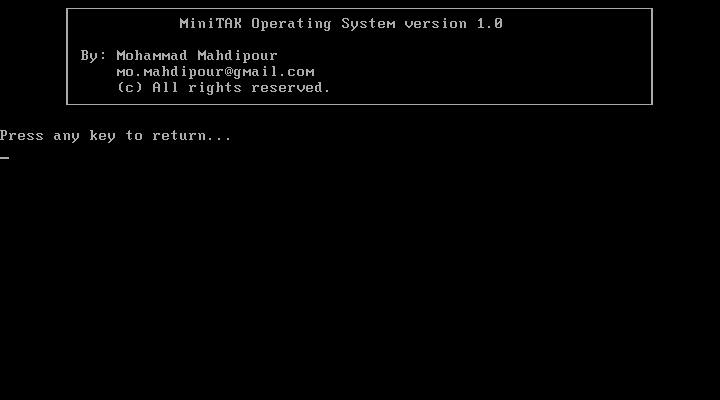 MiniTAK Operating System version 1.0
By: Mohammad Mahdipour
mo.mahdipour@gmail.com
(c) All rights reserved.
Press any key to return...